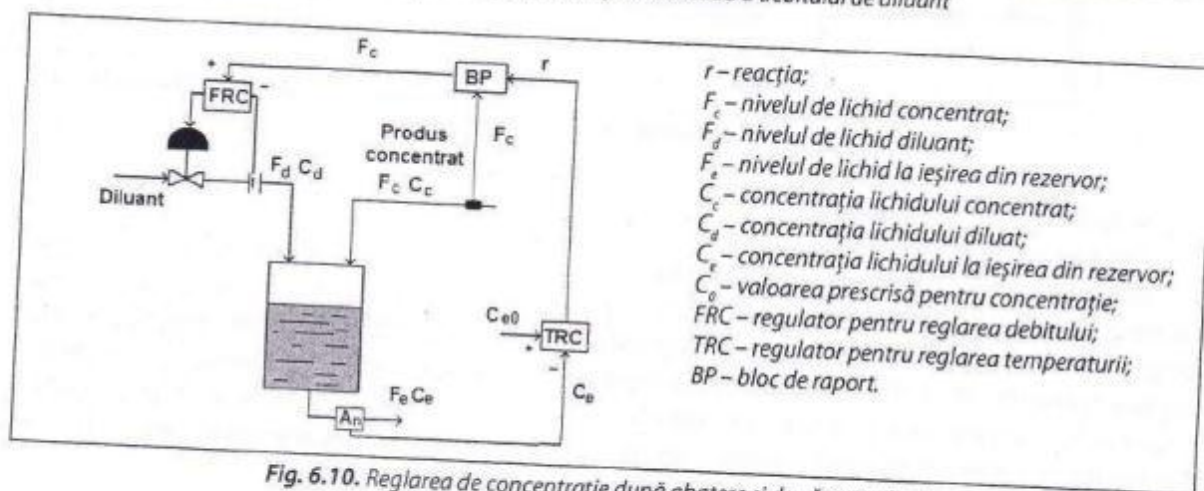 debitului de diluant
F_c
r
BP
+
FRC
−
F_c
Produs
concentrat
F_d C_d
F_c C_c
Diluant
C_e0
+
TRC
−
F_e C_e
An
C_e
r – reacția;
F_c – nivelul de lichid concentrat;
F_d – nivelul de lichid diluant;
F_e – nivelul de lichid la ieșirea din rezervor;
C_c – concentrația lichidului concentrat;
C_d – concentrația lichidului diluat;
C_e – concentrația lichidului la ieșirea din rezervor;
C_0 – valoarea prescrisă pentru concentrație;
FRC – regulator pentru reglarea debitului;
TRC – regulator pentru reglarea temperaturii;
BP – bloc de raport.
Fig. 6.10. Reglarea de concentrație după abatere